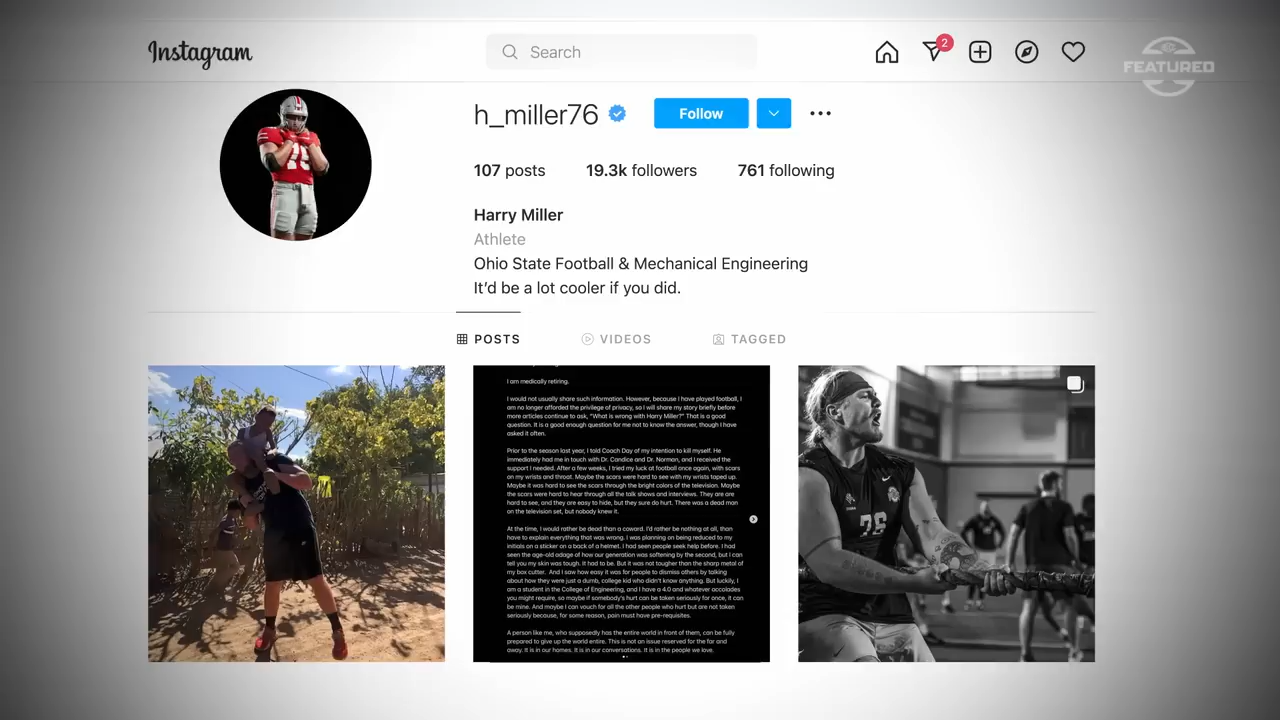 Instagram
Search
2
FEATURED
h_miller76
Follow
107 posts 19.3k followers 761 following
Harry Miller
Athlete
Ohio State Football & Mechanical Engineering
It'd be a lot cooler if you did.
POSTS VIDEOS TAGGED
I am medically retiring.
I would not usually share such information. However, because I have played football, I
am no longer afforded the privilege of privacy, so I will share my story briefly before
more articles continue to ask, "What is wrong with Harry Miller?" That is a good
question. It is a good enough question for me not to know the answer, though I have
asked it often.
Prior to the season last year, I told Coach Day of my intention to kill myself. He
immediately had me in touch with Dr. Candice and Dr. Norman, and I received the
support I needed. After a few weeks, I tried my luck at football once again, with scars
on my wrists and throat. Maybe the scars were hard to see with my wrists taped up.
Maybe it was hard to see the scars through the bright colors of the television. Maybe
the scars were hard to hear through all the talk shows and interviews. They are are
hard to see, and they are easy to hide, but they sure do hurt. There was a dead man
on the television set, but nobody knew it.
At the time, I would rather be dead than a coward. I'd rather be nothing at all, than
have to explain everything that was wrong. I was planning on being reduced to my
initials on a sticker on a back of a helmet. I had seen people seek help before. I had
seen the age-old adage of how our generation was softening by the second, but I can
tell you my skin was tough. It had to be. But it was not tougher than the sharp metal of
my box cutter. And I saw how easy it was for people to dismiss others by talking
about how they were just a dumb, college kid who didn't know anything. But luckily, I
am a student in the College of Engineering, and I have a 4.0 and whatever accolades
you might require, so maybe if somebody's hurt can be taken seriously for once, it can
be mine. And maybe I can vouch for all the other people who hurt but are not taken
seriously because, for some reason, pain must have pre-requisites.
A person like me, who supposedly has the entire world in front of them, can be fully
prepared to give up the world entire. This is not an issue reserved for the far and
away. It is in our homes. It is in our conversations. It is in the people we love.
76